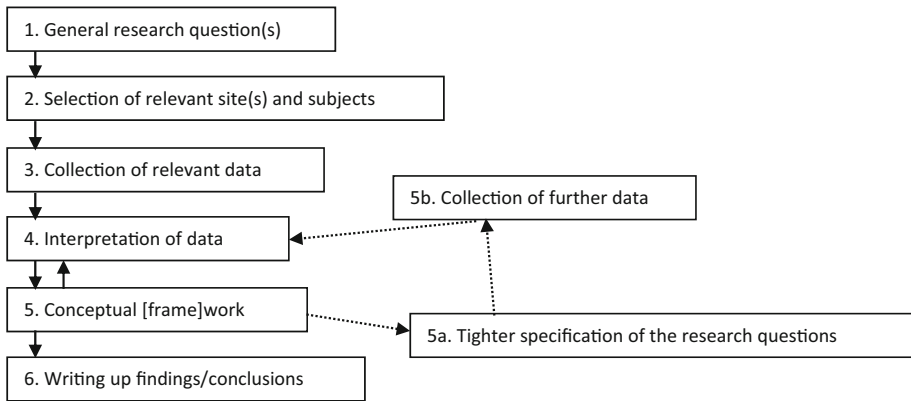 1. General research question(s)
2. Selection of relevant site(s) and subjects
3. Collection of relevant data
5b. Collection of further data
4. Interpretation of data
5. Conceptual [frame]work
5a. Tighter specification of the research questions
6. Writing up findings/conclusions